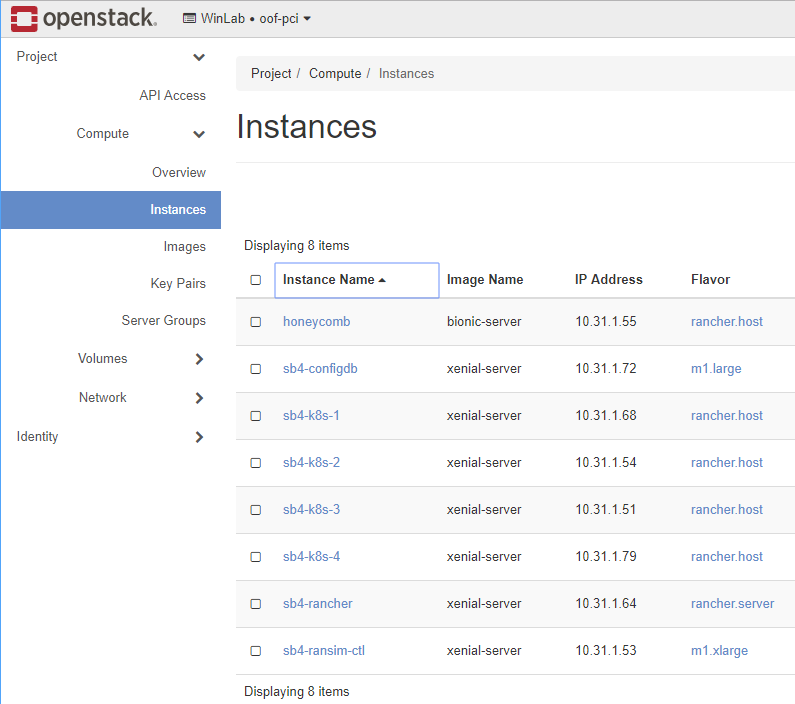 openstack. WinLab • oof-pci
Project
API Access
Compute
Overview
Instances
Images
Key Pairs
Server Groups
Volumes
Network
Identity
Project / Compute / Instances
Instances
Displaying 8 items
Instance Name Image Name IP Address Flavor
honeycomb bionic-server 10.31.1.55 rancher.host
sb4-configdb xenial-server 10.31.1.72 m1.large
sb4-k8s-1 xenial-server 10.31.1.68 rancher.host
sb4-k8s-2 xenial-server 10.31.1.54 rancher.host
sb4-k8s-3 xenial-server 10.31.1.51 rancher.host
sb4-k8s-4 xenial-server 10.31.1.79 rancher.host
sb4-rancher xenial-server 10.31.1.64 rancher.server
sb4-ransim-ctl xenial-server 10.31.1.53 m1.xlarge
Displaying 8 items